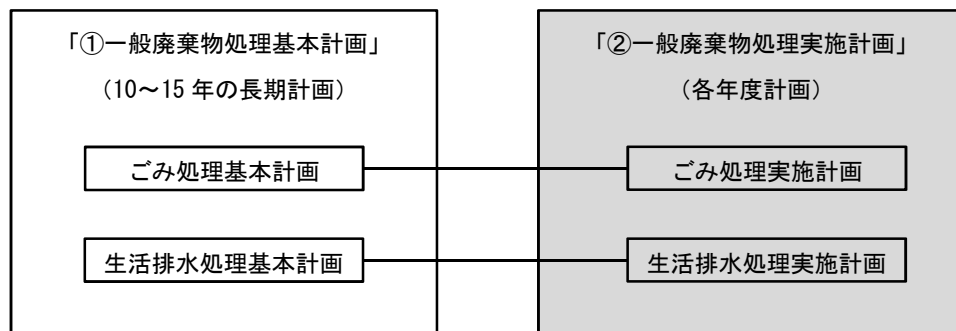 「①一般廃棄物処理基本計画」
（10～15 年の長期計画）
ごみ処理基本計画
生活排水処理基本計画
「②一般廃棄物処理実施計画」
（各年度計画）
ごみ処理実施計画
生活排水処理実施計画